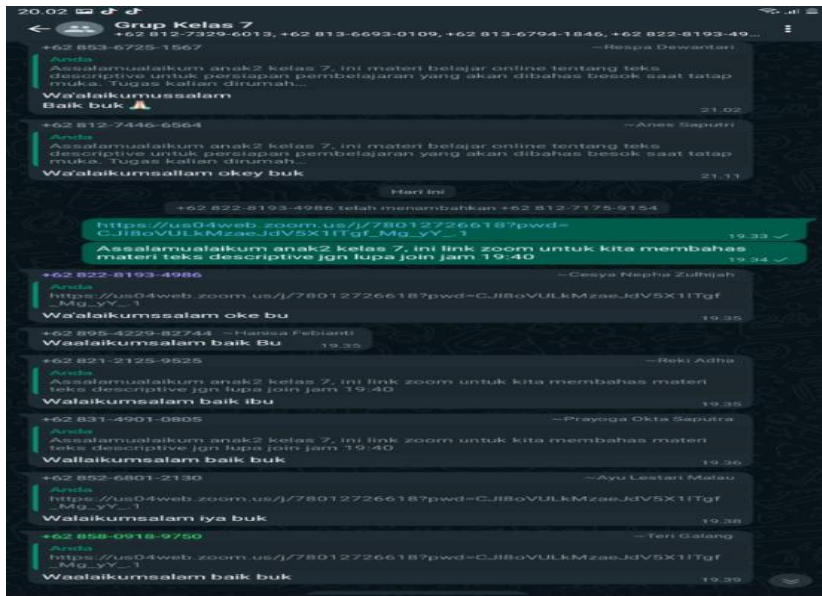 20.02
Grup Kelas 7
+62 812-7329-6013, +62 813-6693-0109, +62 813-6794-1846, +62 822-8193-49...
+62 853-6725-1567 ~Respa Dewantari
Anda
Assalamualaikum anak2 kelas 7, ini materi belajar online tentang teks
descriptive untuk persiapan pembelajaran yang akan dibahas besok saat tatap
muka. Tugas kalian dirumah...
Wa'alaikumussalam
Baik buk 🙏
21.02
+62 812-7446-6564 ~Anes Saputri
Anda
Assalamualaikum anak2 kelas 7, ini materi belajar online tentang teks
descriptive untuk persiapan pembelajaran yang akan dibahas besok saat tatap
muka. Tugas kalian dirumah...
Wa'alaikumsallam okey buk
21.11
Hari ini
+62 822-8193-4986 telah menambahkan +62 812-7175-9154
https://us04web.zoom.us/j/78012726618?pwd=
CJI8oVULkMzaeJdV5X1ITgf_Mg_yY_.1
19.33
Assalamualaikum anak2 kelas 7, ini link zoom untuk kita membahas
materi teks descriptive jgn lupa join jam 19:40
19.34
+62 822-8193-4986 ~Cesya Nepha Zulhijah
Anda
https://us04web.zoom.us/j/78012726618?pwd=CJI8oVULkMzaeJdV5X1ITgf
_Mg_yY_.1
Wa'alaikumsalam oke bu
19.35
+62 895-4229-82744 ~Hanisa Febianti
Waalaikumsalam baik Bu 19.35
+62 821-2125-9525 ~Reki Adha
Anda
Assalamualaikum anak2 kelas 7, ini link zoom untuk kita membahas materi
teks descriptive jgn lupa join jam 19:40
Walaikumsalam baik ibu
19.35
+62 831-4901-0805 ~Prayoga Okta Saputra
Anda
Assalamualaikum anak2 kelas 7, ini link zoom untuk kita membahas materi
teks descriptive jgn lupa join jam 19:40
Wallaikumsalam baik buk
19.36
+62 852-6801-2130 ~Ayu Lestari Malau
Anda
https://us04web.zoom.us/j/78012726618?pwd=CJI8oVULkMzaeJdV5X1ITgf
_Mg_yY_.1
Walaikumsalam iya buk
19.38
+62 858-0918-9750 ~Teri Galang
Anda
https://us04web.zoom.us/j/78012726618?pwd=CJI8oVULkMzaeJdV5X1ITgf
_Mg_yY_.1
Waalaikumsalam baik buk
19.39